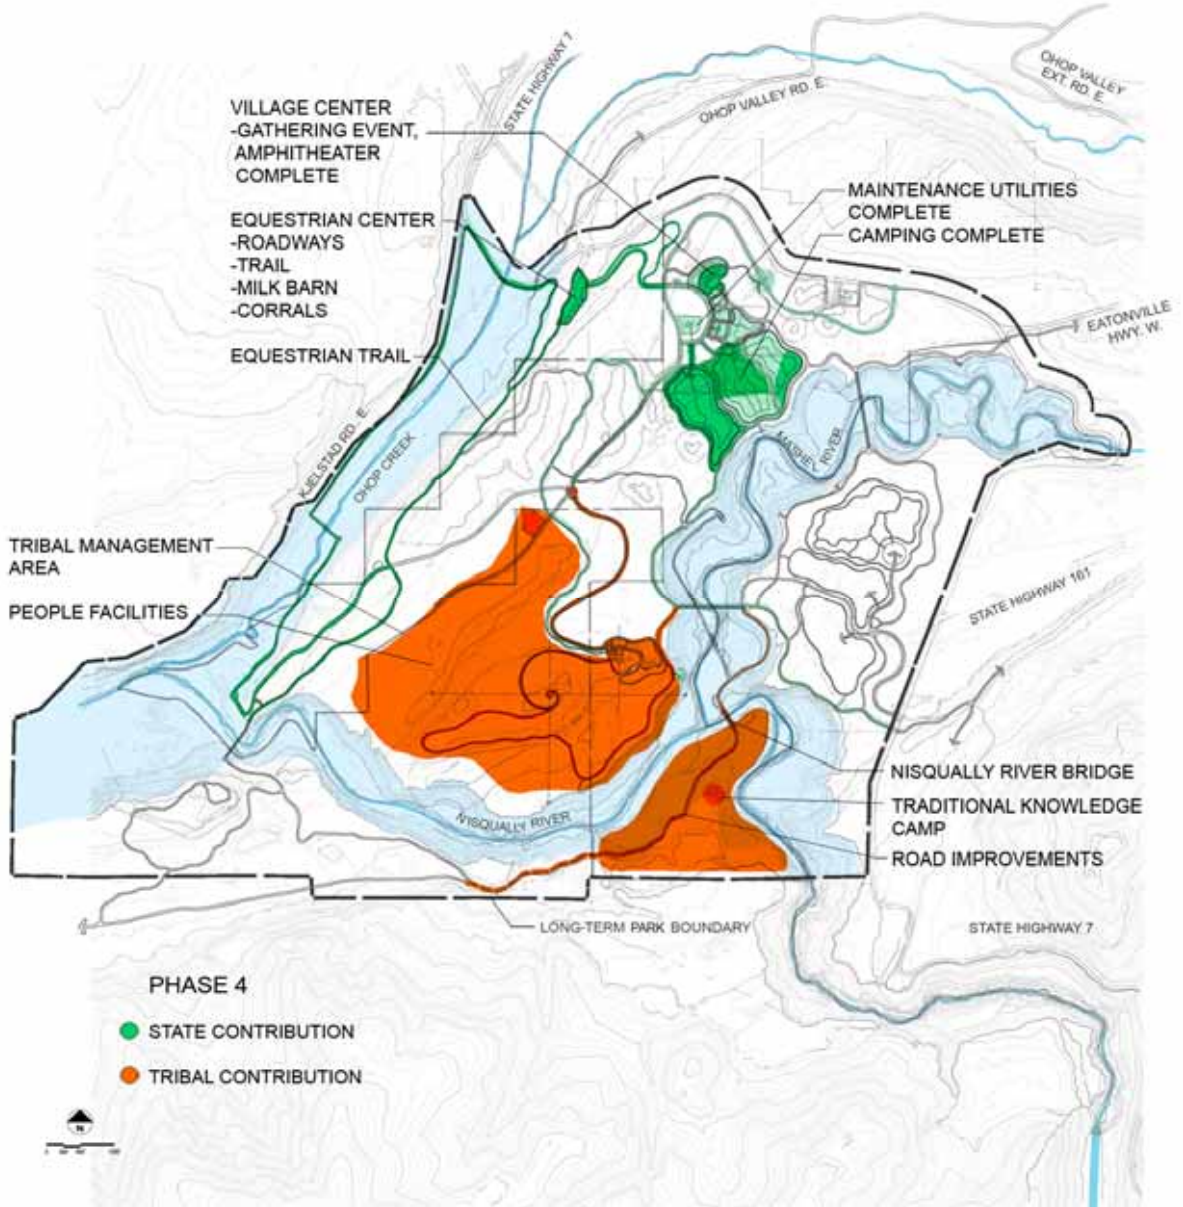 STATE HIGHWAY 7
OHOP VALLEY
EXT. RD. E.
OHOP VALLEY RD. E.
VILLAGE CENTER
-GATHERING EVENT,
AMPHITHEATER
COMPLETE
MAINTENANCE UTILITIES
COMPLETE
CAMPING COMPLETE
EQUESTRIAN CENTER
-ROADWAYS
-TRAIL
-MILK BARN
-CORRALS
EATONVILLE
HWY. W.
EQUESTRIAN TRAIL
KJELSTAD RD. E.
OHOP CREEK
MASHEL RIVER
TRIBAL MANAGEMENT
AREA
PEOPLE FACILITIES
STATE HIGHWAY 161
NISQUALLY RIVER BRIDGE
TRADITIONAL KNOWLEDGE
CAMP
ROAD IMPROVEMENTS
NISQUALLY RIVER
LONG-TERM PARK BOUNDARY
STATE HIGHWAY 7
PHASE 4
STATE CONTRIBUTION
TRIBAL CONTRIBUTION
N